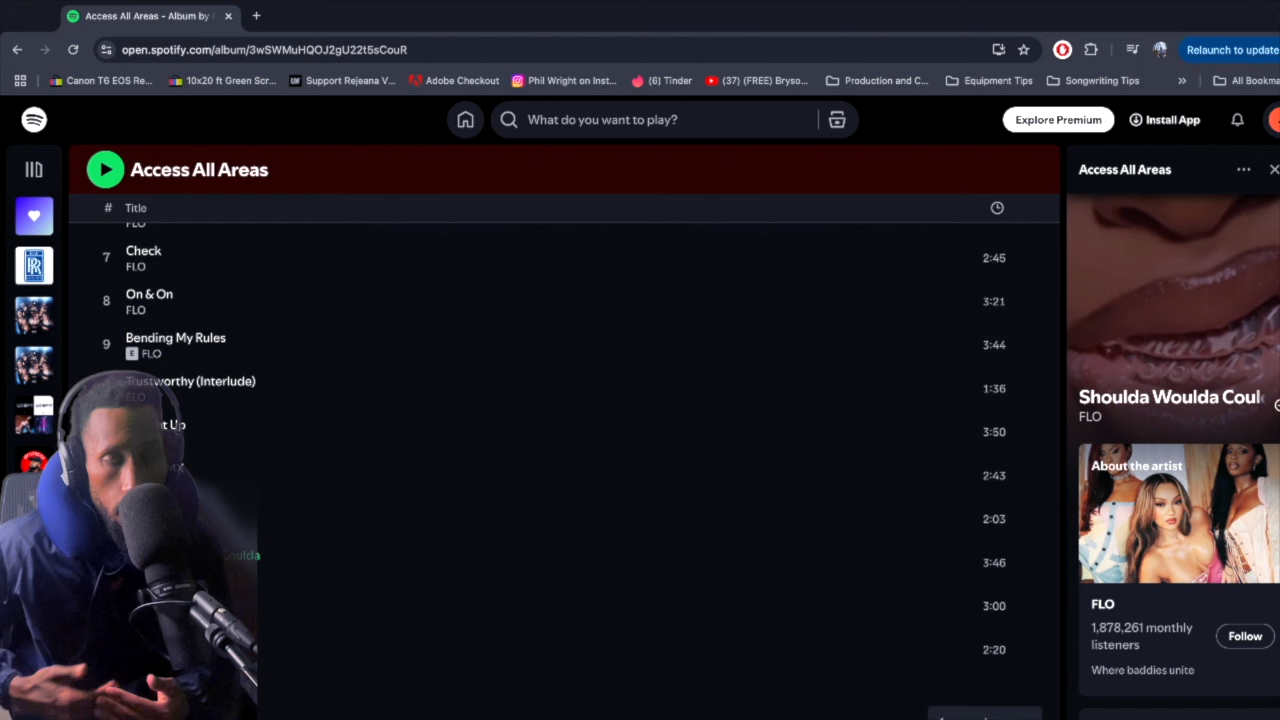 Access All Areas - Album by
open.spotify.com/album/3wSWMuHQOJ2gU22t5sCouR
Relaunch to update
Canon T6 EOS Re...
10x20 ft Green Scr...
Support Rejeana V...
Adobe Checkout
Phil Wright on Inst...
(6) Tinder
(37) (FREE) Bryso...
Production and C...
Equipment Tips
Songwriting Tips
»
All Bookma
What do you want to play?
Explore Premium
Install App
Access All Areas
# Title
FLO
7 Check 2:45
FLO
8 On & On 3:21
FLO
9 Bending My Rules 3:44
E FLO
Trustworthy (Interlude) 1:36
FLO
t Up 3:50
2:43
2:03
oulda 3:46
3:00
2:20
Access All Areas
Shoulda Woulda Coul
FLO
About the artist
FLO
1,878,261 monthly
listeners
Follow
Where baddies unite